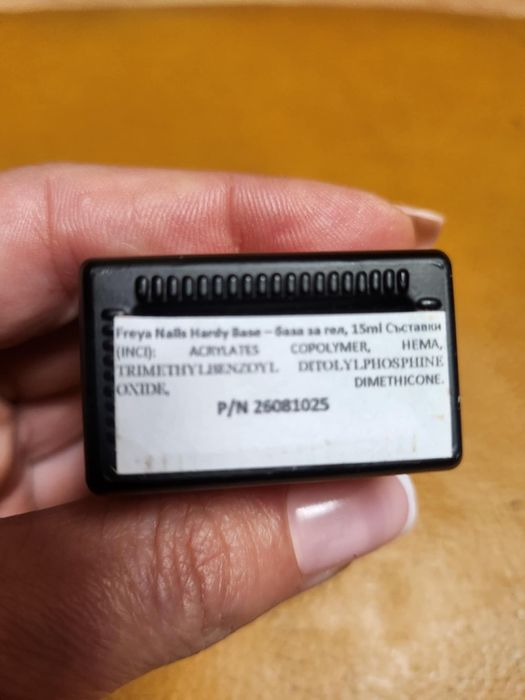 Freya Nails Hardy Base – база за гел, 15ml Съставки
(INCI): ACRYLATES COPOLYMER, HEMA,
TRIMETHYLBENZOYL DITOLYLPHOSPHINE
OXIDE, DIMETHICONE.
P/N 26081025